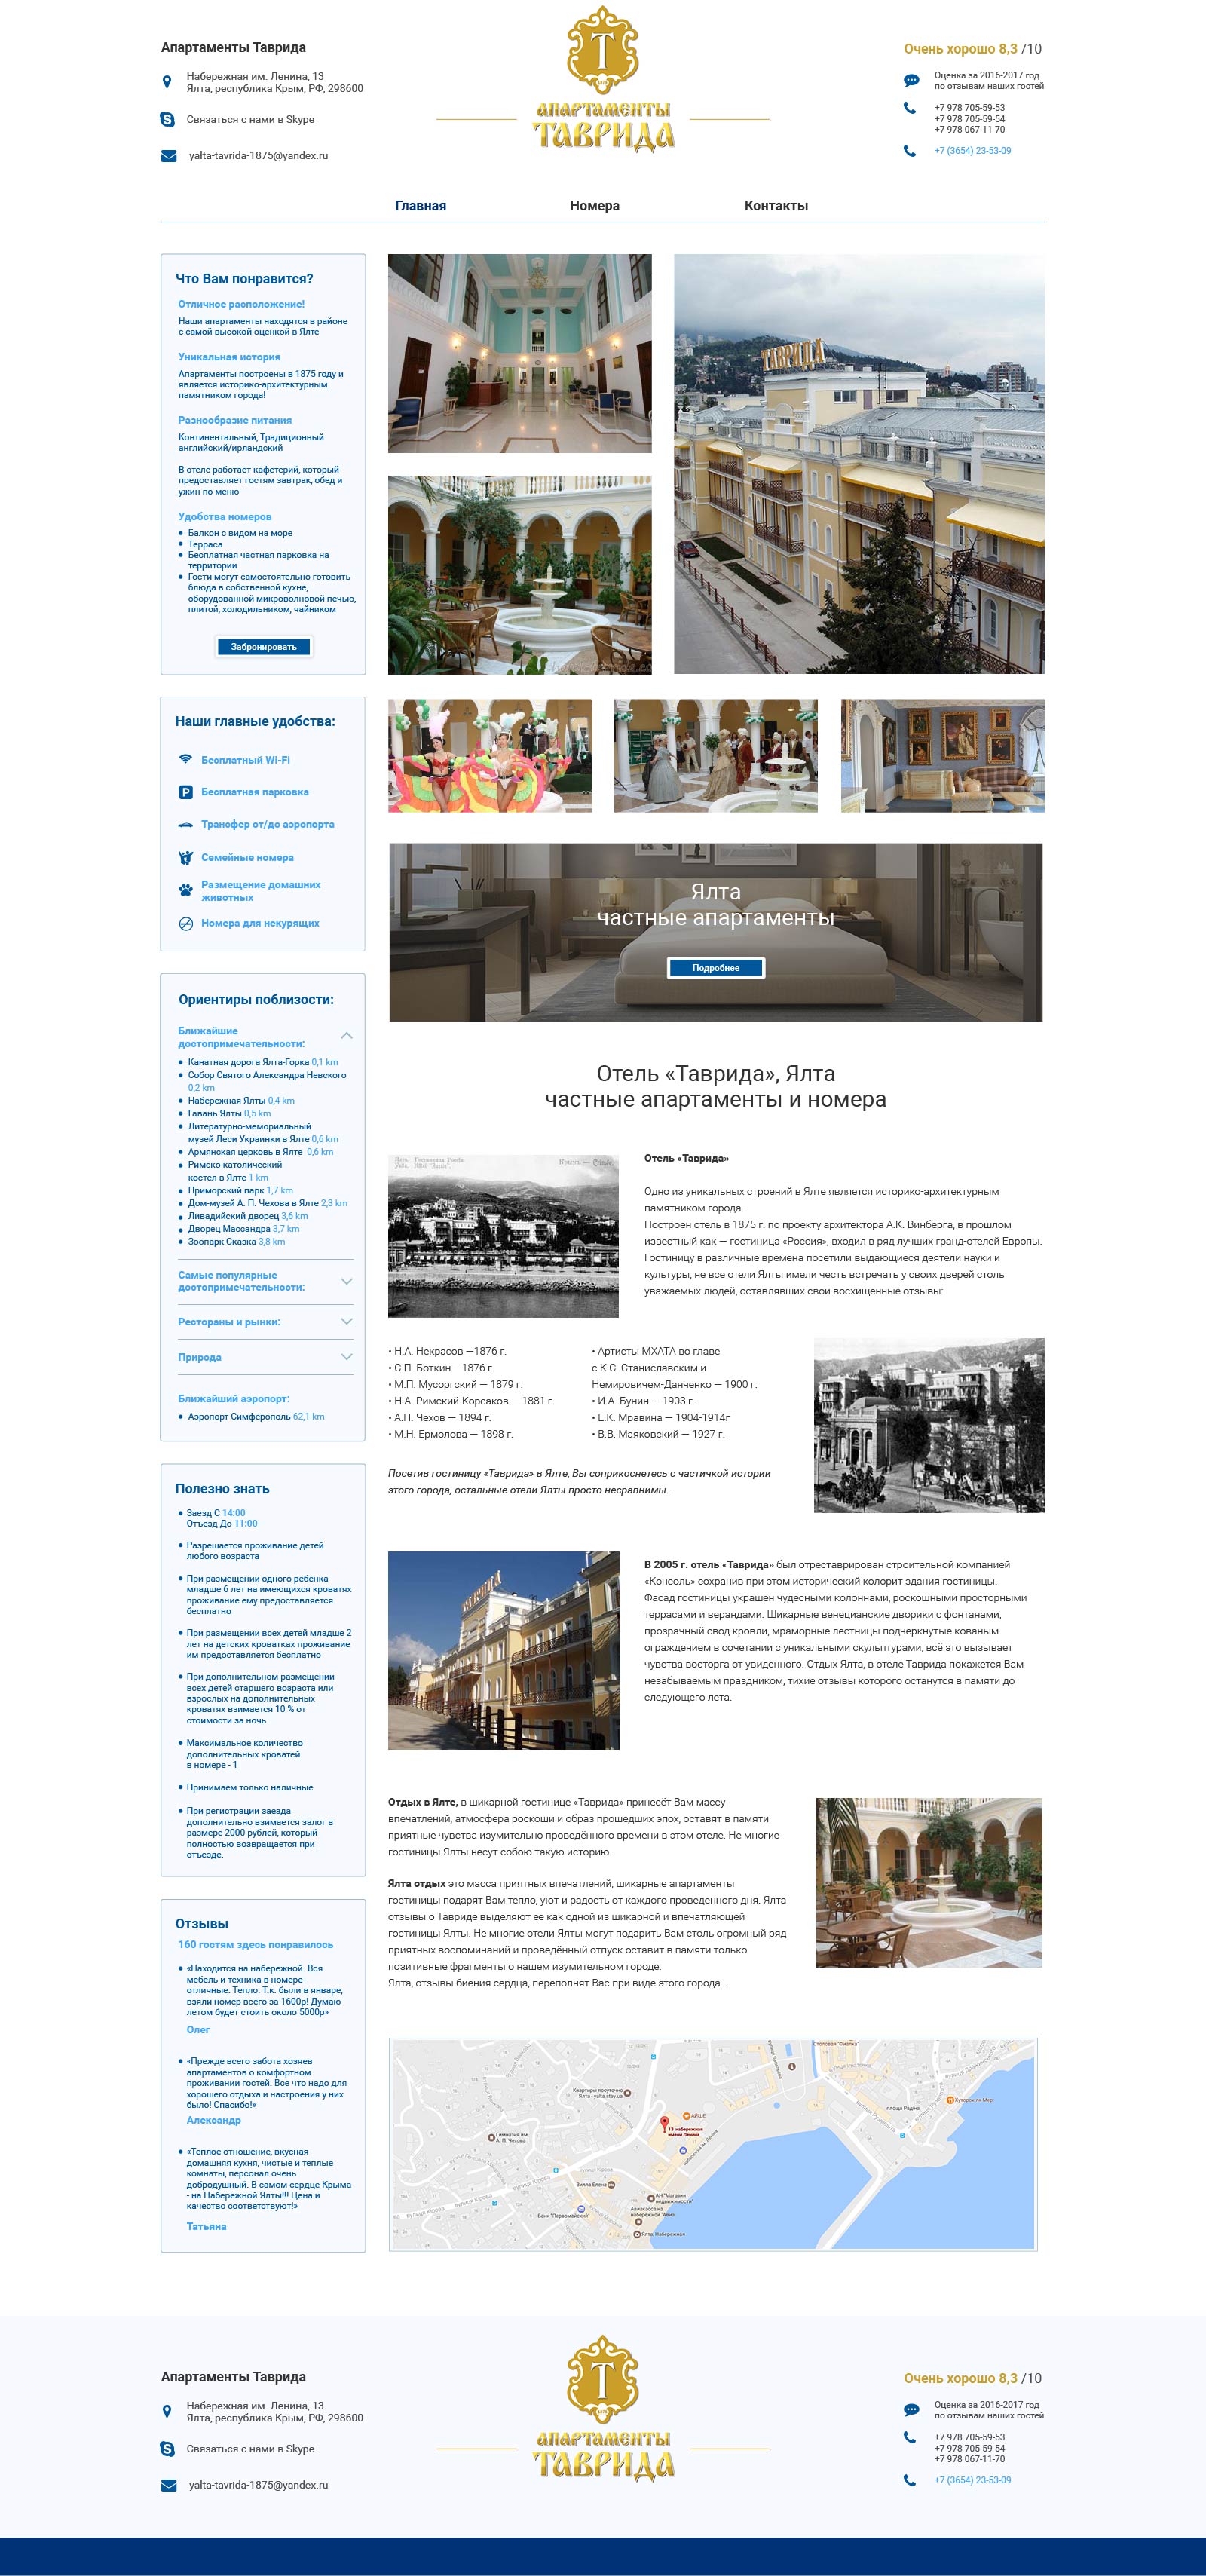 Апартаменты Таврида
Набережная им. Ленина, 13
Ялта, республика Крым, РФ, 298600
Связаться с нами в Skype
yalta-tavrida-1875@yandex.ru
Т
апартаменты
ТАВРИДА
Очень хорошо 8,3 /10
Оценка за 2016-2017 год
по отзывам наших гостей
+7 978 705-59-53
+7 978 705-59-54
+7 978 067-11-70
+7 (3654) 23-53-09
Главная
Номера
Контакты
Что Вам понравится?
Отличное расположение!
Наши апартаменты находятся в районе
с самой высокой оценкой в Ялте
Уникальная история
Апартаменты построены в 1875 году и
является историко-архитектурным
памятником города!
Разнообразие питания
Континентальный, Традиционный
английский/ирландский
В отеле работает кафетерий, который
предоставляет гостям завтрак, обед и
ужин по меню
Удобства номеров
• Балкон с видом на море
• Терраса
• Бесплатная частная парковка на
территории
• Гости могут самостоятельно готовить
блюда в собственной кухне,
оборудованной микроволновой печью,
плитой, холодильником, чайником
Забронировать
ТАВРИДА
Наши главные удобства:
Бесплатный Wi-Fi
P Бесплатная парковка
Трансфер от/до аэропорта
Семейные номера
Размещение домашних
животных
Номера для некурящих
Ялта
частные апартаменты
Подробнее
Ориентиры поблизости:
Ближайшие
достопримечательности:
• Канатная дорога Ялта-Горка 0,1 km
• Собор Святого Александра Невского
0,2 km
• Набережная Ялты 0,4 km
• Гавань Ялты 0,5 km
• Литературно-мемориальный
музей Леси Украинки в Ялте 0,6 km
• Армянская церковь в Ялте 0,6 km
• Римско-католический
костел в Ялте 1 km
• Приморский парк 1,7 km
• Дом-музей А. П. Чехова в Ялте 2,3 km
• Ливадийский дворец 3,6 km
• Дворец Массандра 3,7 km
• Зоопарк Сказка 3,8 km
Самые популярные
достопримечательности:
Рестораны и рынки:
Природа
Ближайший аэропорт:
• Аэропорт Симферополь 62,1 km
Полезно знать
• Заезд С 14:00
Отъезд До 11:00
• Разрешается проживание детей
любого возраста
• При размещении одного ребёнка
младше 6 лет на имеющихся кроватях
проживание ему предоставляется
бесплатно
• При размещении всех детей младше 2
лет на детских кроватках проживание
им предоставляется бесплатно
• При дополнительном размещении
всех детей старшего возраста или
взрослых на дополнительных
кроватях взимается 10 % от
стоимости за ночь
• Максимальное количество
дополнительных кроватей
в номере - 1
• Принимаем только наличные
• При регистрации заезда
дополнительно взимается залог в
размере 2000 рублей, который
полностью возвращается при
отъезде.
Отзывы
160 гостям здесь понравилось
• «Находится на набережной. Вся
мебель и техника в номере -
отличные. Тепло. Т.к. были в январе,
взяли номер всего за 1600р! Думаю
летом будет стоить около 5000р»
Олег
• «Прежде всего забота хозяев
апартаментов о комфортном
проживании гостей. Все что надо для
хорошего отдыха и настроения у них
было! Спасибо!»
Александр
• «Теплое отношение, вкусная
домашняя кухня, чистые и теплые
комнаты, персонал очень
добродушный. В самом сердце Крыма
- на Набережной Ялты!!! Цена и
качество соответствуют!»
Татьяна
Отель «Таврида», Ялта
частные апартаменты и номера
Отель «Таврида»
Одно из уникальных строений в Ялте является историко-архитектурным
памятником города.
Построен отель в 1875 г. по проекту архитектора А.К. Винберга, в прошлом
известный как — гостиница «Россия», входил в ряд лучших гранд-отелей Европы.
Гостиницу в различные времена посетили выдающиеся деятели науки и
культуры, не все отели Ялты имели честь встречать у своих дверей столь
уважаемых людей, оставлявших свои восхищенные отзывы:
• Н.А. Некрасов —1876 г.
• С.П. Боткин —1876 г.
• М.П. Мусоргский — 1879 г.
• Н.А. Римский-Корсаков — 1881 г.
• А.П. Чехов — 1894 г.
• М.Н. Ермолова — 1898 г.
• Артисты МХАТА во главе
с К.С. Станиславским и
Немировичем-Данченко — 1900 г.
• И.А. Бунин — 1903 г.
• Е.К. Мравина — 1904-1914г
• В.В. Маяковский — 1927 г.
Посетив гостиницу «Таврида» в Ялте, Вы соприкоснетесь с частичкой истории
этого города, остальные отели Ялты просто несравнимы...
ТАВРИДА
В 2005 г. отель «Таврида» был отреставрирован строительной компанией
«Консоль» сохранив при этом исторический колорит здания гостиницы.
Фасад гостиницы украшен чудесными колоннами, роскошными просторными
террасами и верандами. Шикарные венецианские дворики с фонтанами,
прозрачный свод кровли, мраморные лестницы подчеркнутые кованым
ограждением в сочетании с уникальными скульптурами, всё это вызывает
чувства восторга от увиденного. Отдых Ялта, в отеле Таврида покажется Вам
незабываемым праздником, тихие отзывы которого останутся в памяти до
следующего лета.
Отдых в Ялте, в шикарной гостинице «Таврида» принесёт Вам массу
впечатлений, атмосфера роскоши и образ прошедших эпох, оставят в памяти
приятные чувства изумительно проведённого времени в этом отеле. Не многие
гостиницы Ялты несут собою такую историю.
Ялта отдых это масса приятных впечатлений, шикарные апартаменты
гостиницы подарят Вам тепло, уют и радость от каждого проведенного дня. Ялта
отзывы о Тавриде выделяют её как одной из шикарной и впечатляющей
гостиницы Ялты. Не многие отели Ялты могут подарить Вам столь огромный ряд
приятных воспоминаний и проведённый отпуск оставит в памяти только
позитивные фрагменты о нашем изумительном городе.
Ялта, отзывы биения сердца, переполнят Вас при виде этого города...
Столовая "Фиалка"
Квартиры посуточно
Ялта - yalta.stay.ua
Хуторок ля Мер
площа Радіна
АЙШЕ
13 набережная
имени Ленина
Гимназия им
А. П. Чехова
Вилла Елена
АН "Магазин
недвижимости"
Авиакасса на
набережной "Авиа
Банк "Первомайский"
Ялта Набережная
Апартаменты Таврида
Набережная им. Ленина, 13
Ялта, республика Крым, РФ, 298600
Связаться с нами в Skype
yalta-tavrida-1875@yandex.ru
Т
апартаменты
ТАВРИДА
Очень хорошо 8,3 /10
Оценка за 2016-2017 год
по отзывам наших гостей
+7 978 705-59-53
+7 978 705-59-54
+7 978 067-11-70
+7 (3654) 23-53-09